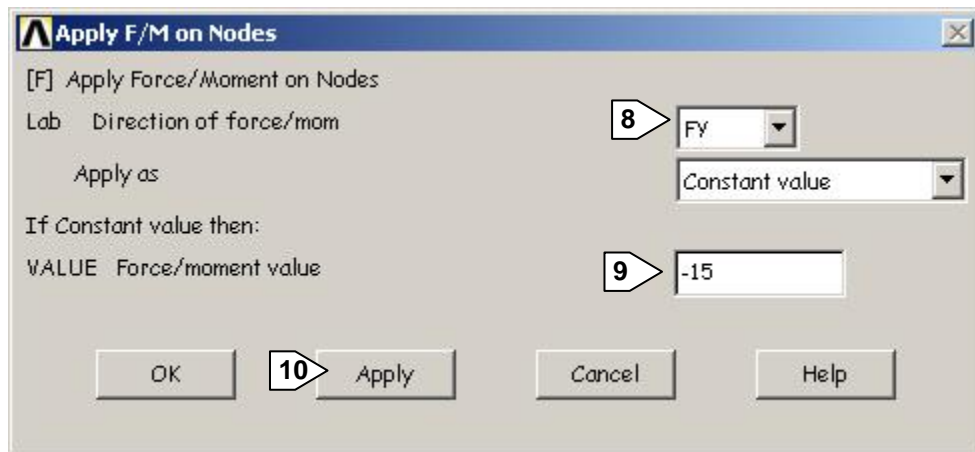 Apply F/M on Nodes
[F] Apply Force/Moment on Nodes
Lab Direction of force/mom 8 FY
Apply as Constant value
If Constant value then:
VALUE Force/moment value 9 -15
OK 10 Apply Cancel Help